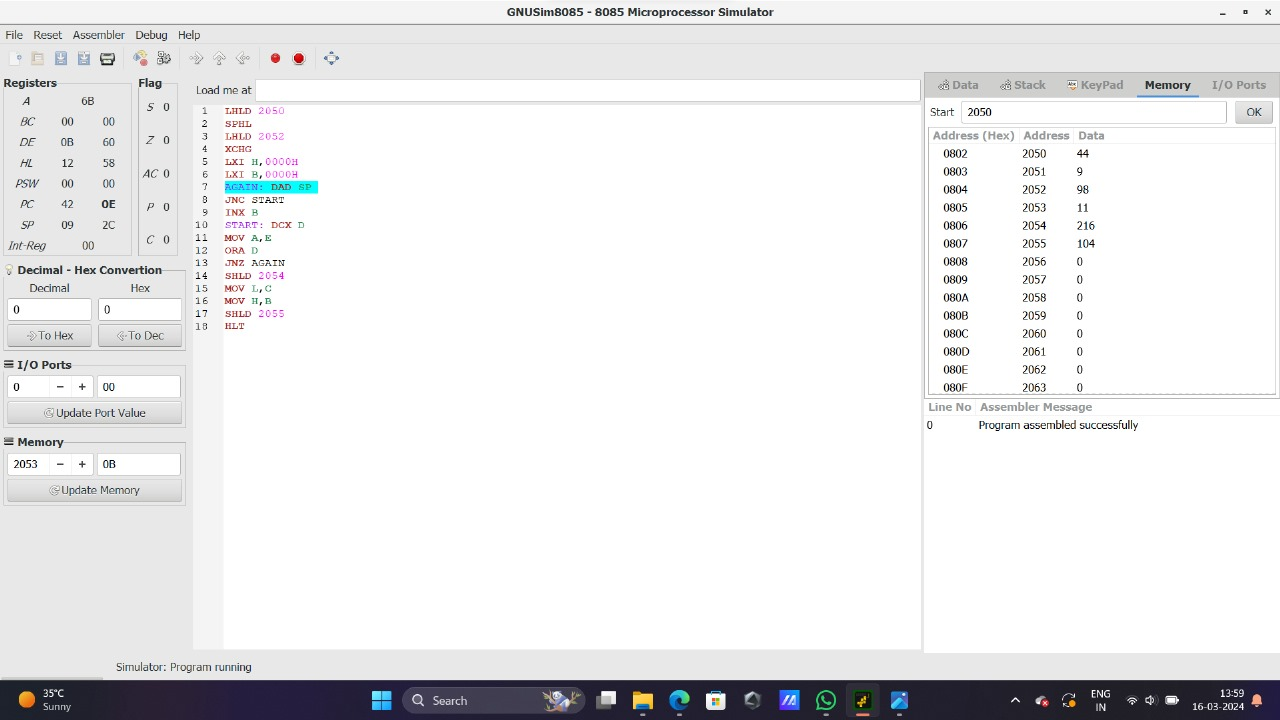 GNUSim8085 - 8085 Microprocessor Simulator
File Reset Assembler Debug Help
Registers
A 6B
BC 00 00
DE 0B 60
HL 12 58
PSW 00 00
PC 42 0E
SP 09 2C
Int-Reg 00
Flag
S 0
Z 0
AC 0
P 0
C 0
Decimal - Hex Convertion
Decimal Hex
0 0
To Hex To Dec
I/O Ports
0 − + 00
Update Port Value
Memory
2053 − + 0B
Update Memory
Load me at
1 LHLD 2050
2 SPHL
3 LHLD 2052
4 XCHG
5 LXI H,0000H
6 LXI B,0000H
7 AGAIN: DAD SP
8 JNC START
9 INX B
10 START: DCX D
11 MOV A,E
12 ORA D
13 JNZ AGAIN
14 SHLD 2054
15 MOV L,C
16 MOV H,B
17 SHLD 2055
18 HLT
Data Stack KeyPad Memory I/O Ports
Start 2050 OK
Address (Hex) Address Data
0802 2050 44
0803 2051 9
0804 2052 98
0805 2053 11
0806 2054 216
0807 2055 104
0808 2056 0
0809 2057 0
080A 2058 0
080B 2059 0
080C 2060 0
080D 2061 0
080E 2062 0
080F 2063 0
Line No Assembler Message
0 Program assembled successfully
Simulator: Program running
35°C
Sunny
Search
ENG
IN
13:59
16-03-2024